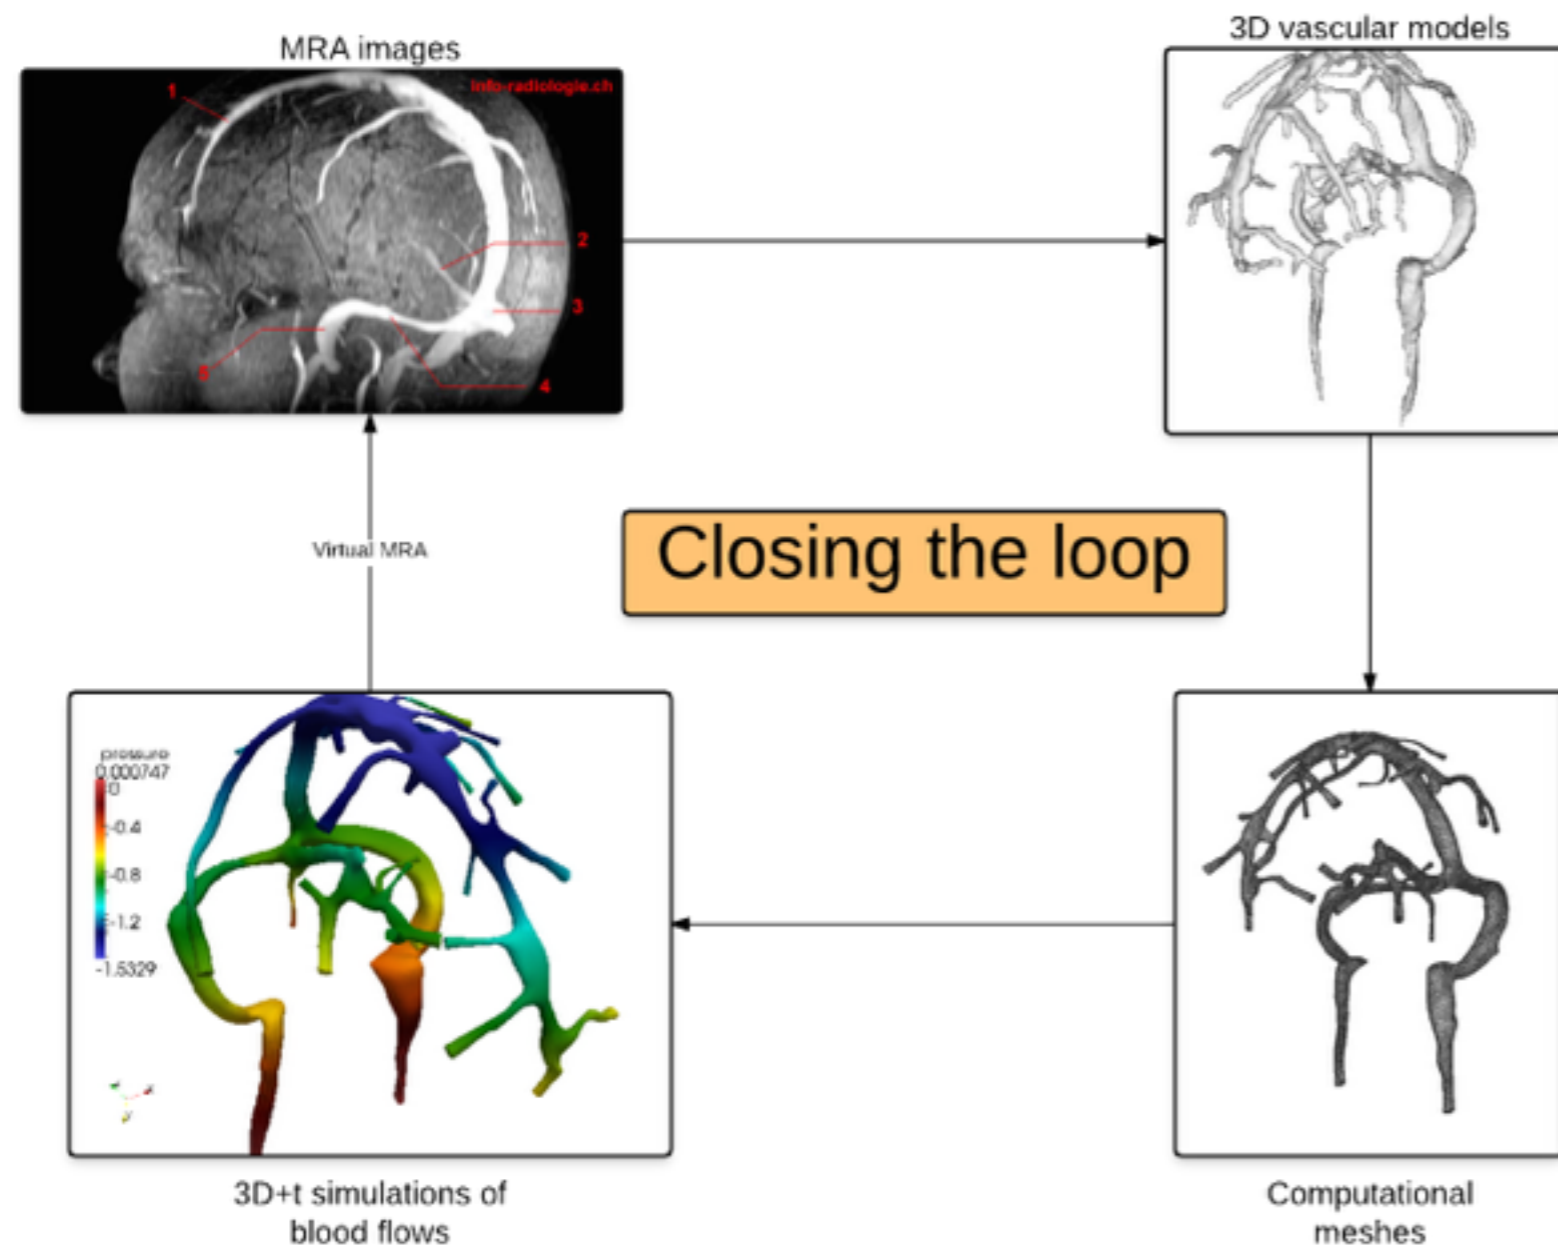 MRA images
3D vascular models
1
info-radiologie.ch
2
3
4
Virtual MRA
Closing the loop
pressure
0.000747
0
-0.4
-0.8
-1.2
-1.5329
3D+t simulations of
blood flows
Computational
meshes